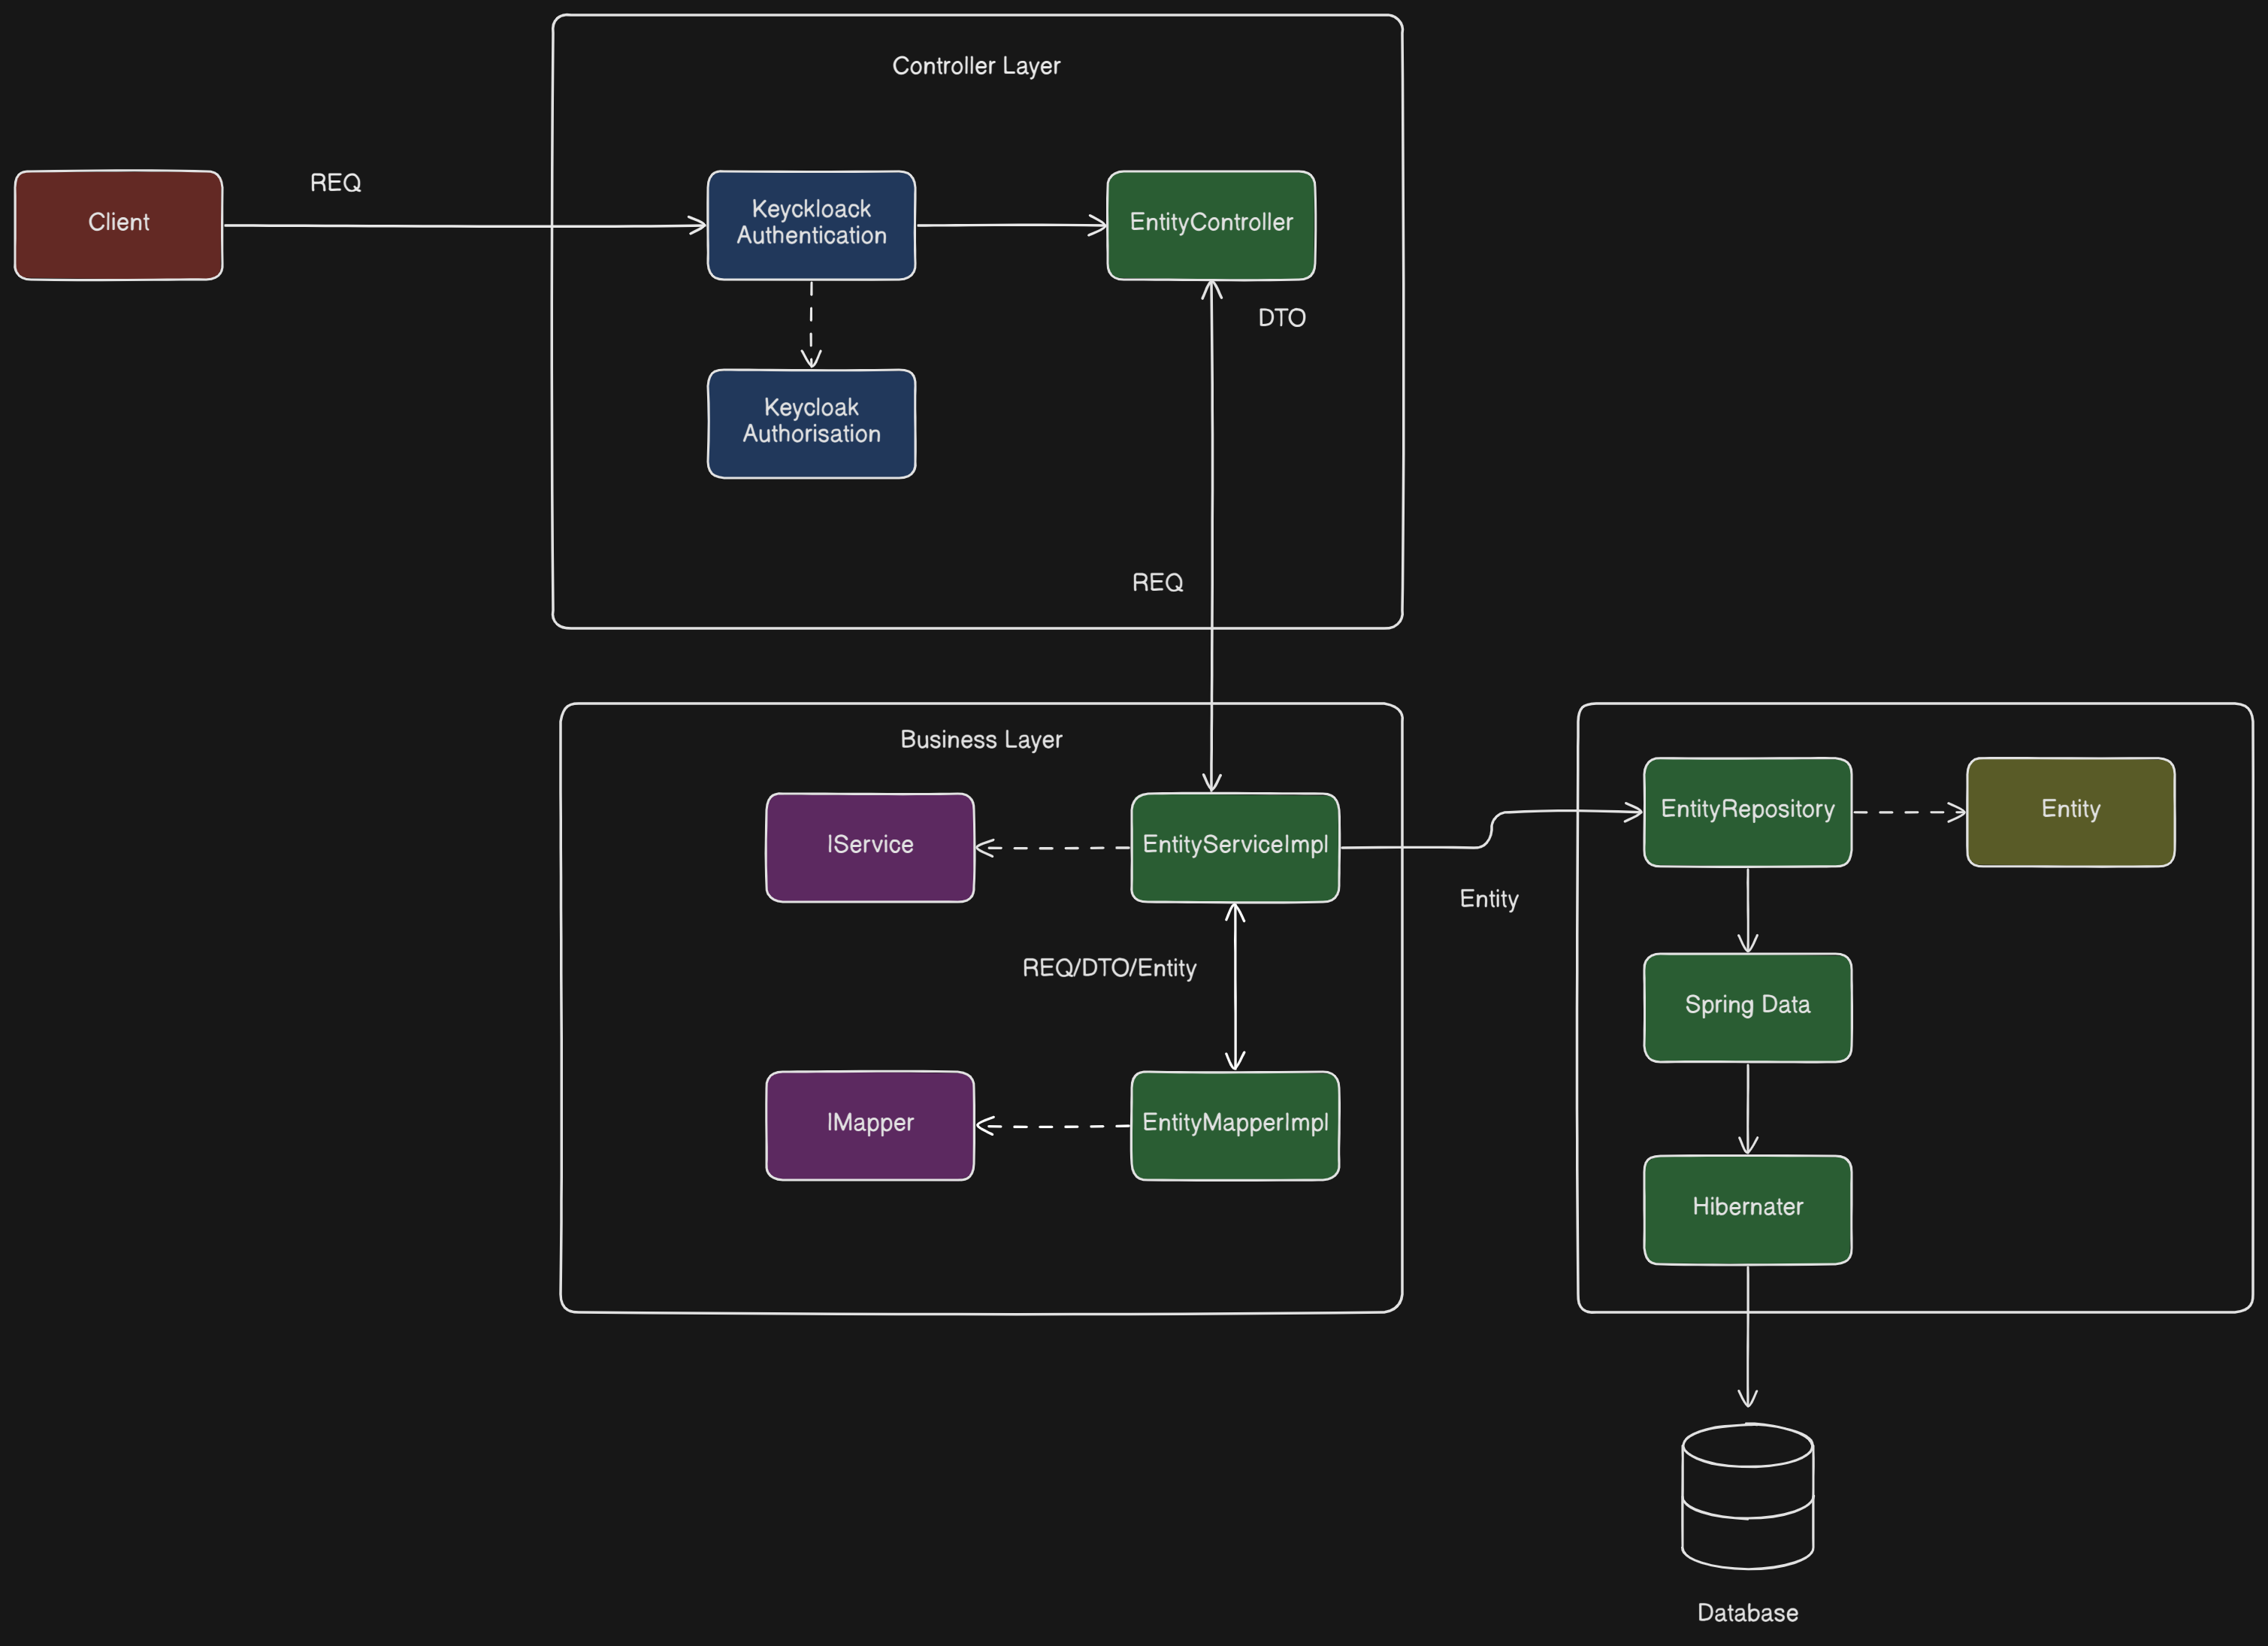 Controller Layer
Client
REQ
Keyckloack
Authentication
EntityController
DTO
Keycloak
Authorisation
REQ
Business Layer
IService
EntityServiceImpl
EntityRepository
Entity
Entity
REQ/DTO/Entity
Spring Data
IMapper
EntityMapperImpl
Hibernater
Database